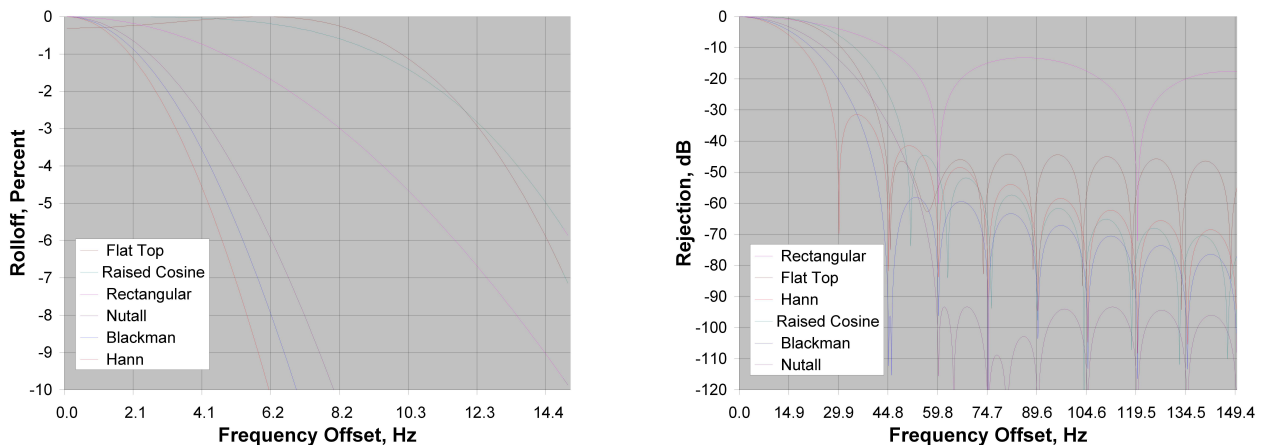 0
-1
-2
-3
-4
-5
-6
-7
-8
-9
-10
Rolloff, Percent
Flat Top
Raised Cosine
Rectangular
Nutall
Blackman
Hann
0.0 2.1 4.1 6.2 8.2 10.3 12.3 14.4
Frequency Offset, Hz
0
-10
-20
-30
-40
-50
-60
-70
-80
-90
-100
-110
-120
Rejection, dB
Rectangular
Flat Top
Hann
Raised Cosine
Blackman
Nutall
0.0 14.9 29.9 44.8 59.8 74.7 89.6 104.6 119.5 134.5 149.4
Frequency Offset, Hz